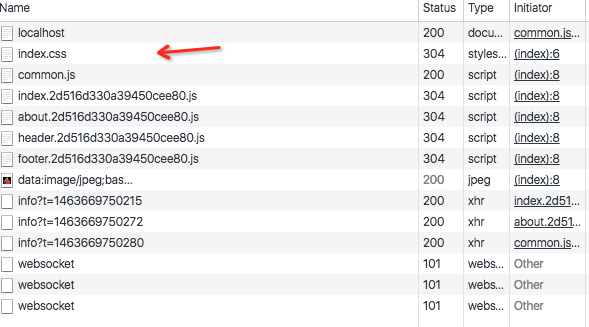 Name Status Type Initiator
localhost 200 docu... common.js...
index.css 304 styles... (index):6
common.js 200 script (index):8
index.2d516d330a39450cee80.js 304 script (index):8
about.2d516d330a39450cee80.js 304 script (index):8
header.2d516d330a39450cee80.js 304 script (index):8
footer.2d516d330a39450cee80.js 304 script (index):8
data:image/jpeg;bas... 200 jpeg (index):8
info?t=1463669750215 200 xhr index.2d51...
info?t=1463669750272 200 xhr about.2d51...
info?t=1463669750280 200 xhr common.js...
websocket 101 webs... Other
websocket 101 webs... Other
websocket 101 webs... Other